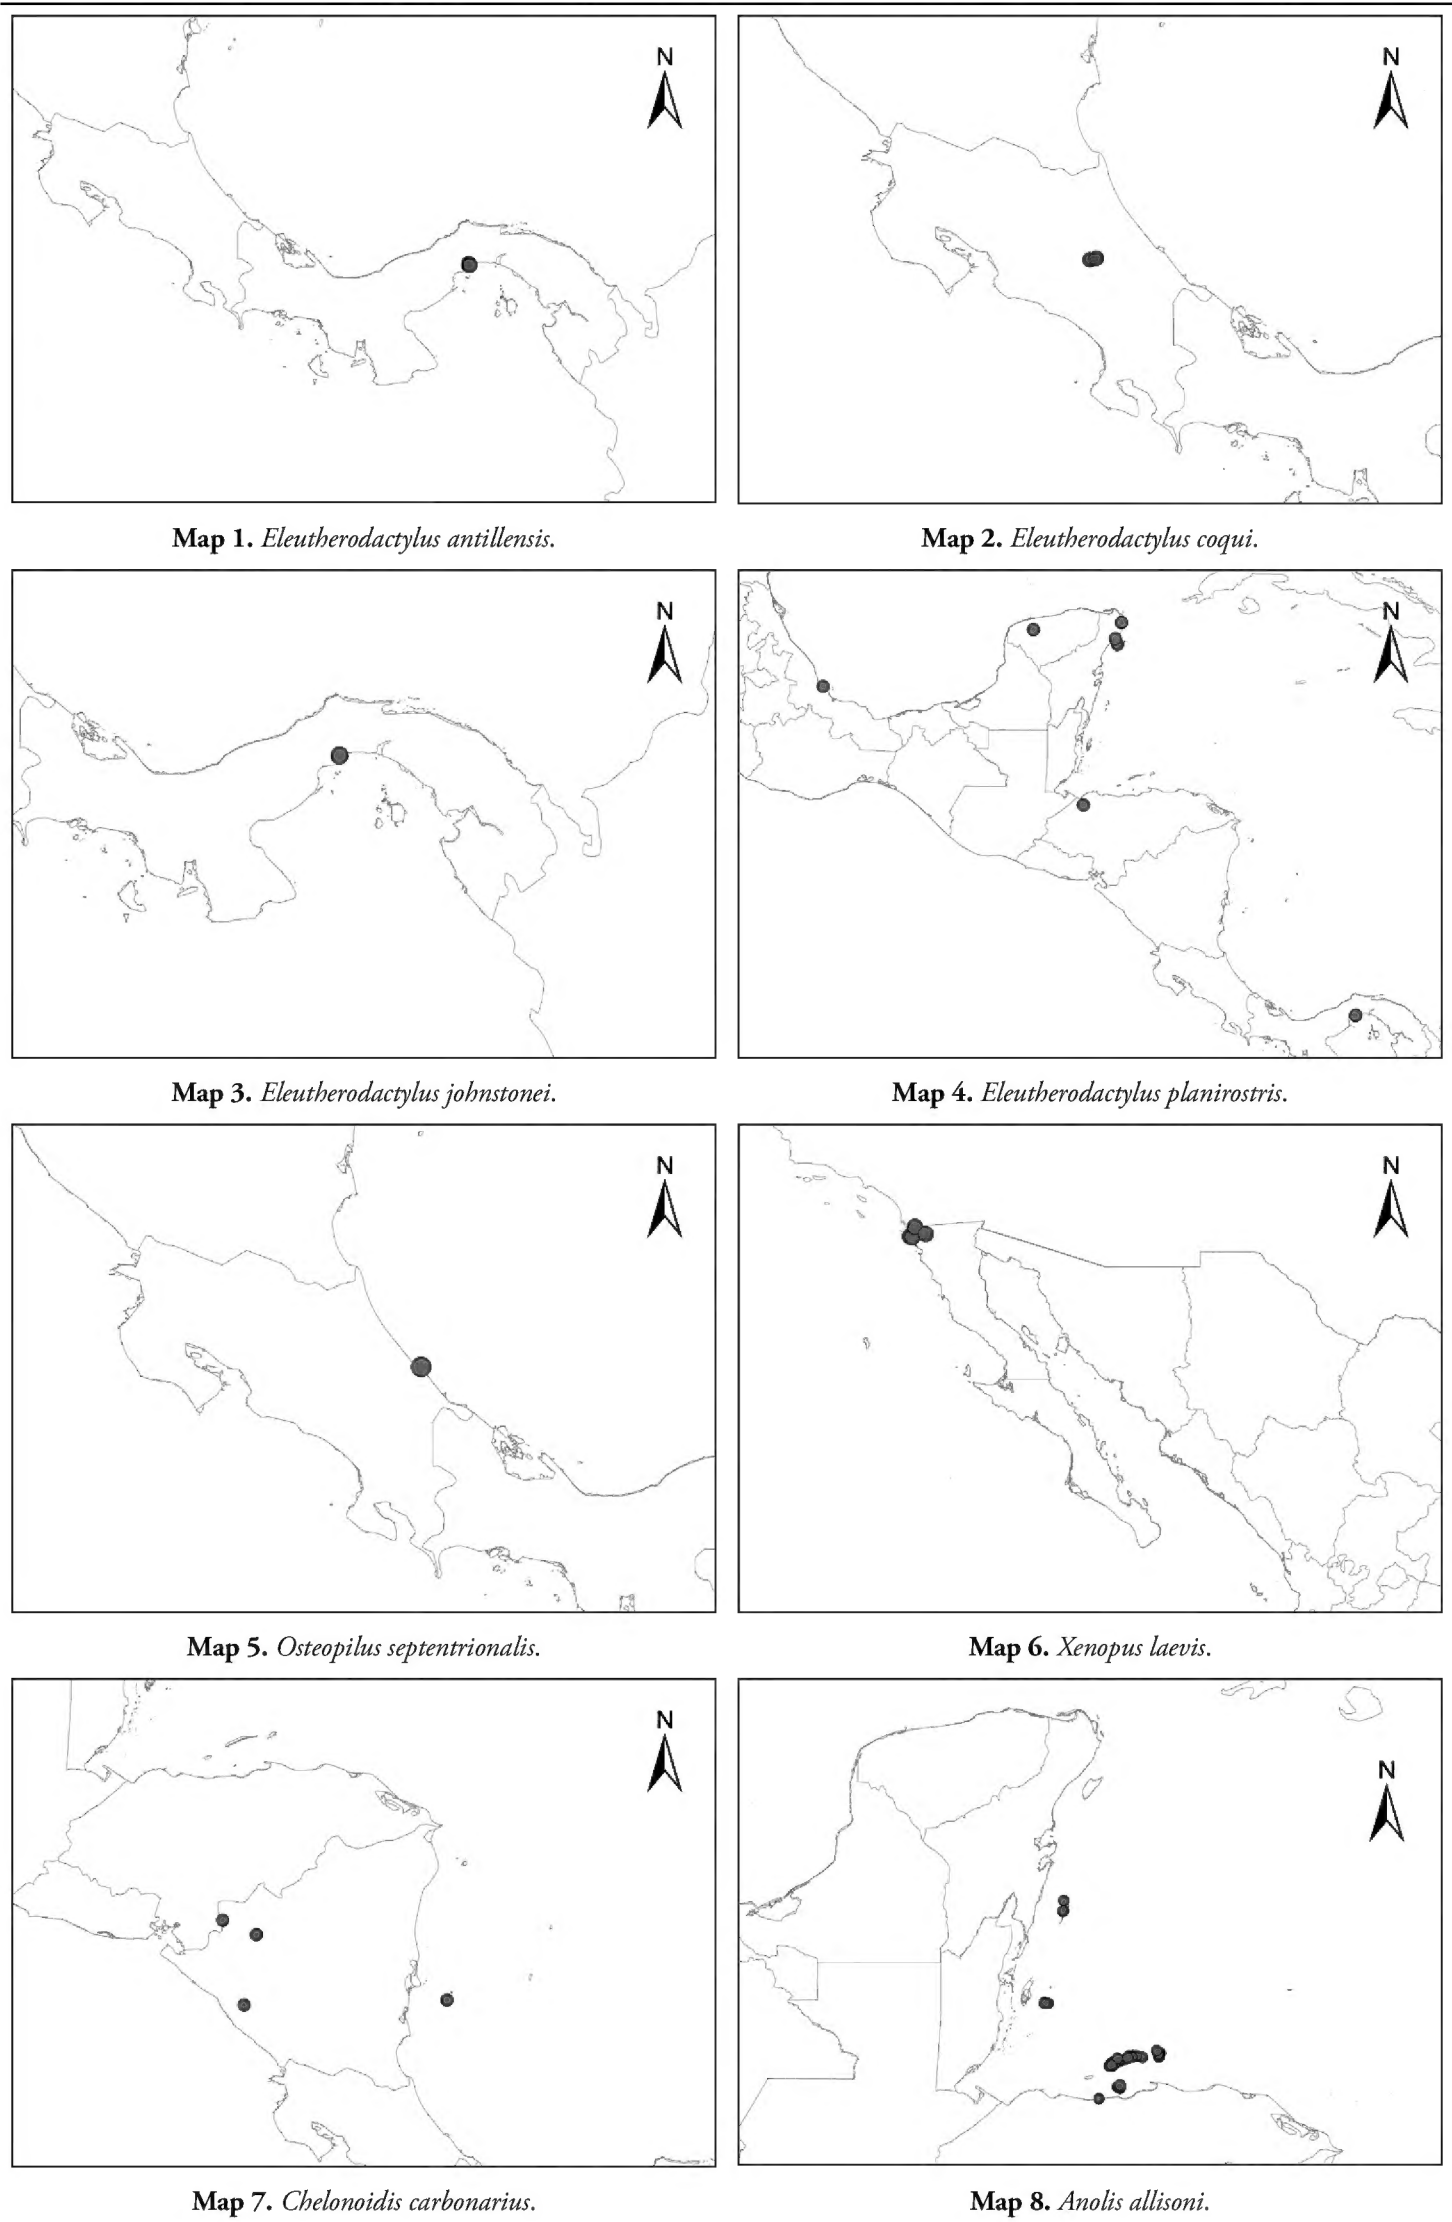 N
N
Map 1. Eleutherodactylus antillensis.
Map 2. Eleutherodactylus coqui.
N
N
Map 3. Eleutherodactylus johnstonei.
Map 4. Eleutherodactylus planirostris.
N
N
Map 5. Osteopilus septentrionalis.
Map 6. Xenopus laevis.
N
N
Map 7. Chelonoidis carbonarius.
Map 8. Anolis allisoni.